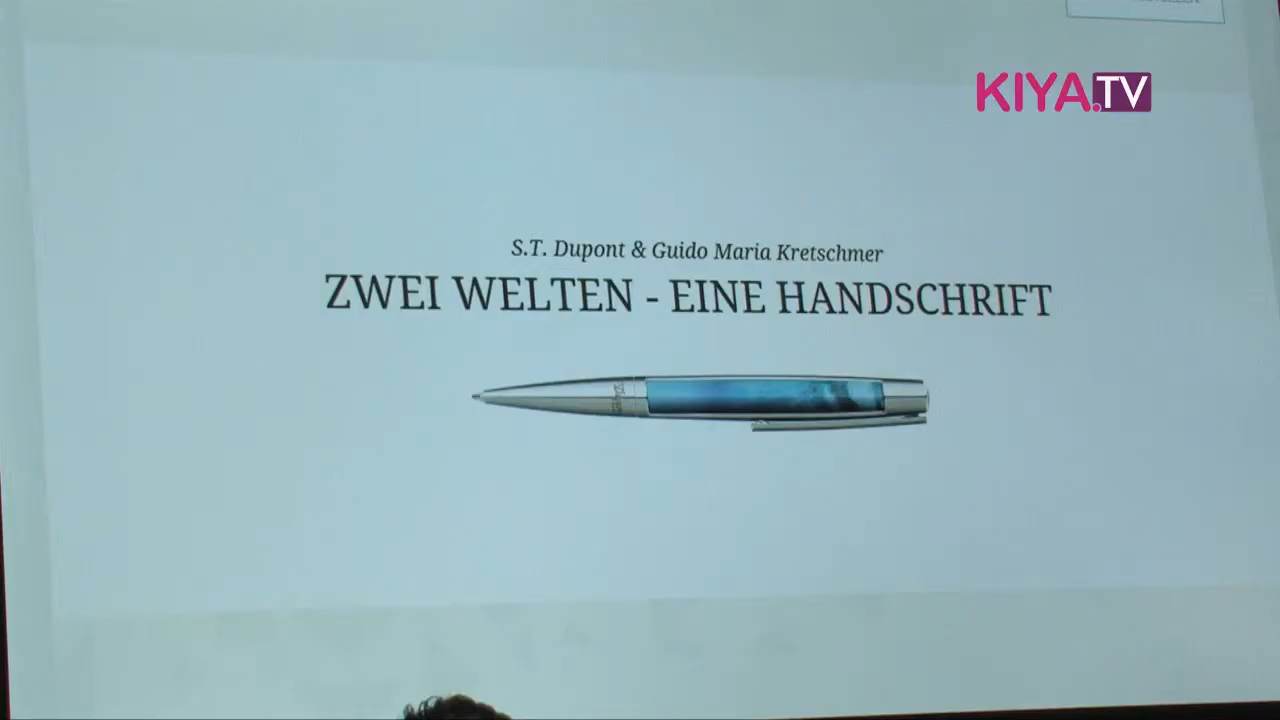 KIYA.TV
S.T. Dupont & Guido Maria Kretschmer
ZWEI WELTEN - EINE HANDSCHRIFT